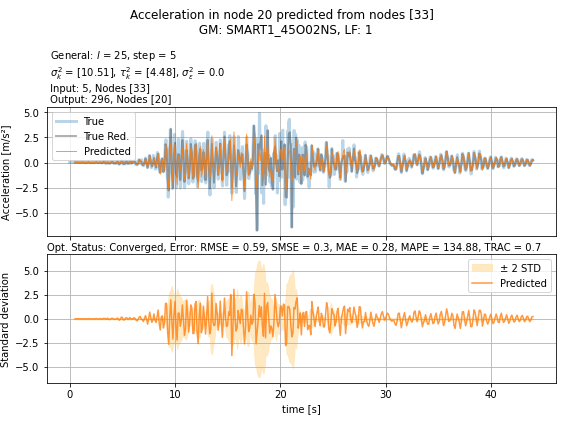 Acceleration in node 20 predicted from nodes [33]
GM: SMART1_45O02NS, LF: 1
General: l = 25, step = 5
σ²ₖ = [10.51], τ²ₖ = [4.48], σ²ε = 0.0
Input: 5, Nodes [33]
Output: 296, Nodes [20]
Acceleration [m/s²]
5.0
2.5
0.0
−2.5
−5.0
True
True Red.
Predicted
Opt. Status: Converged, Error: RMSE = 0.59, SMSE = 0.3, MAE = 0.28, MAPE = 134.88, TRAC = 0.7
Standard deviation
5.0
2.5
0.0
−2.5
−5.0
± 2 STD
Predicted
0 10 20 30 40
time [s]